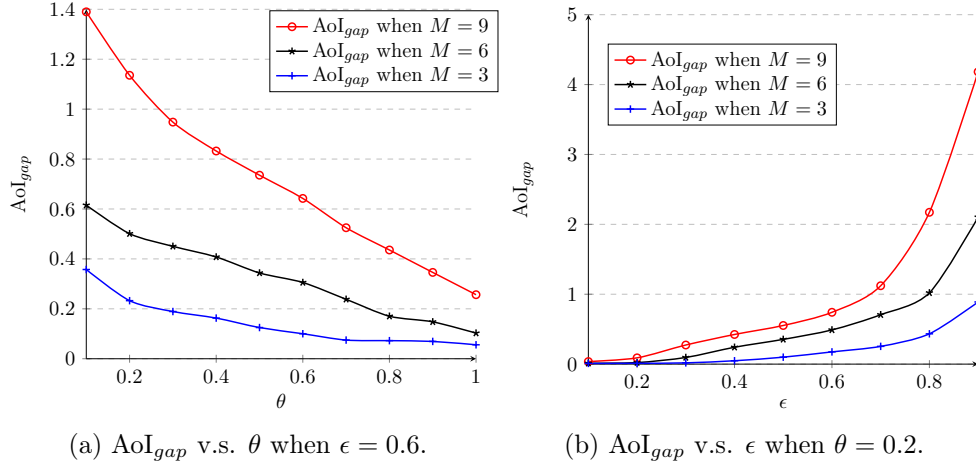 1.4
1.2
1
0.8
0.6
0.4
0.2
0
AoI_gap
AoI_gap when M = 9
AoI_gap when M = 6
AoI_gap when M = 3
0.2 0.4 0.6 0.8 1
θ
(a) AoI_gap v.s. θ when ϵ = 0.6.
5
4
3
2
1
0
AoI_gap
AoI_gap when M = 9
AoI_gap when M = 6
AoI_gap when M = 3
0.2 0.4 0.6 0.8
ϵ
(b) AoI_gap v.s. ϵ when θ = 0.2.